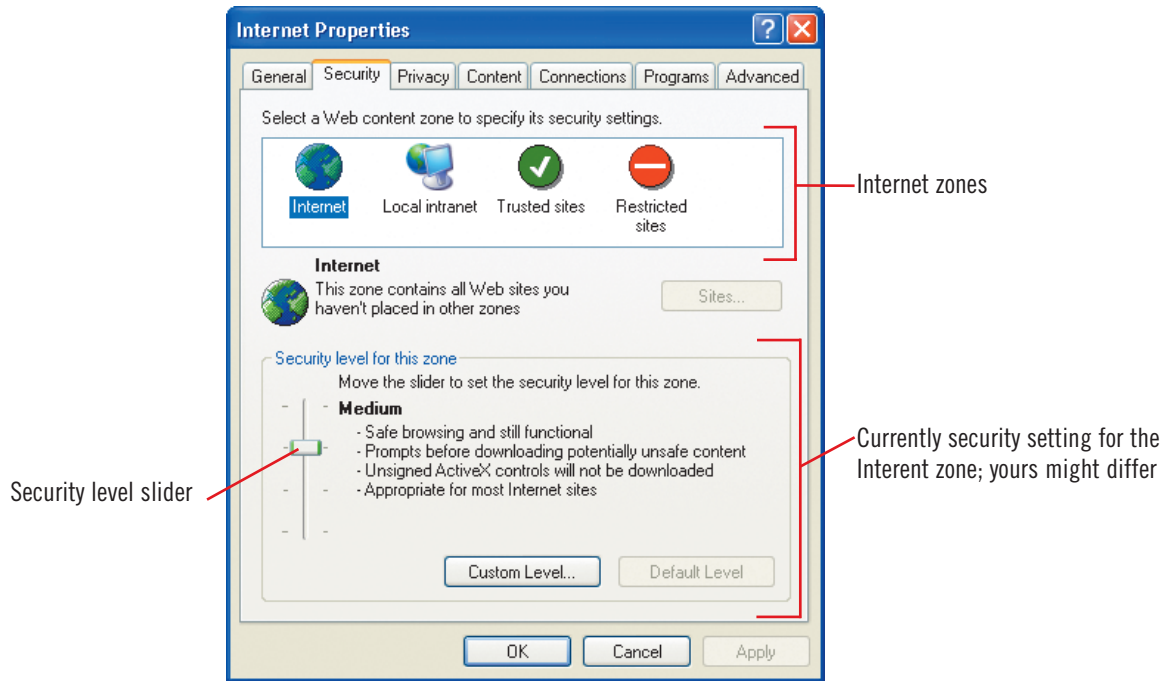 Internet Properties
General Security Privacy Content Connections Programs Advanced
Select a Web content zone to specify its security settings.
Internet
Local intranet
Trusted sites
Restricted
sites
Internet zones
Internet
This zone contains all Web sites you
haven't placed in other zones
Sites...
Security level for this zone
Move the slider to set the security level for this zone.
Medium
- Safe browsing and still functional
- Prompts before downloading potentially unsafe content
- Unsigned ActiveX controls will not be downloaded
- Appropriate for most Internet sites
Currently security setting for the
Interent zone; yours might differ
Security level slider
Custom Level...
Default Level
OK
Cancel
Apply